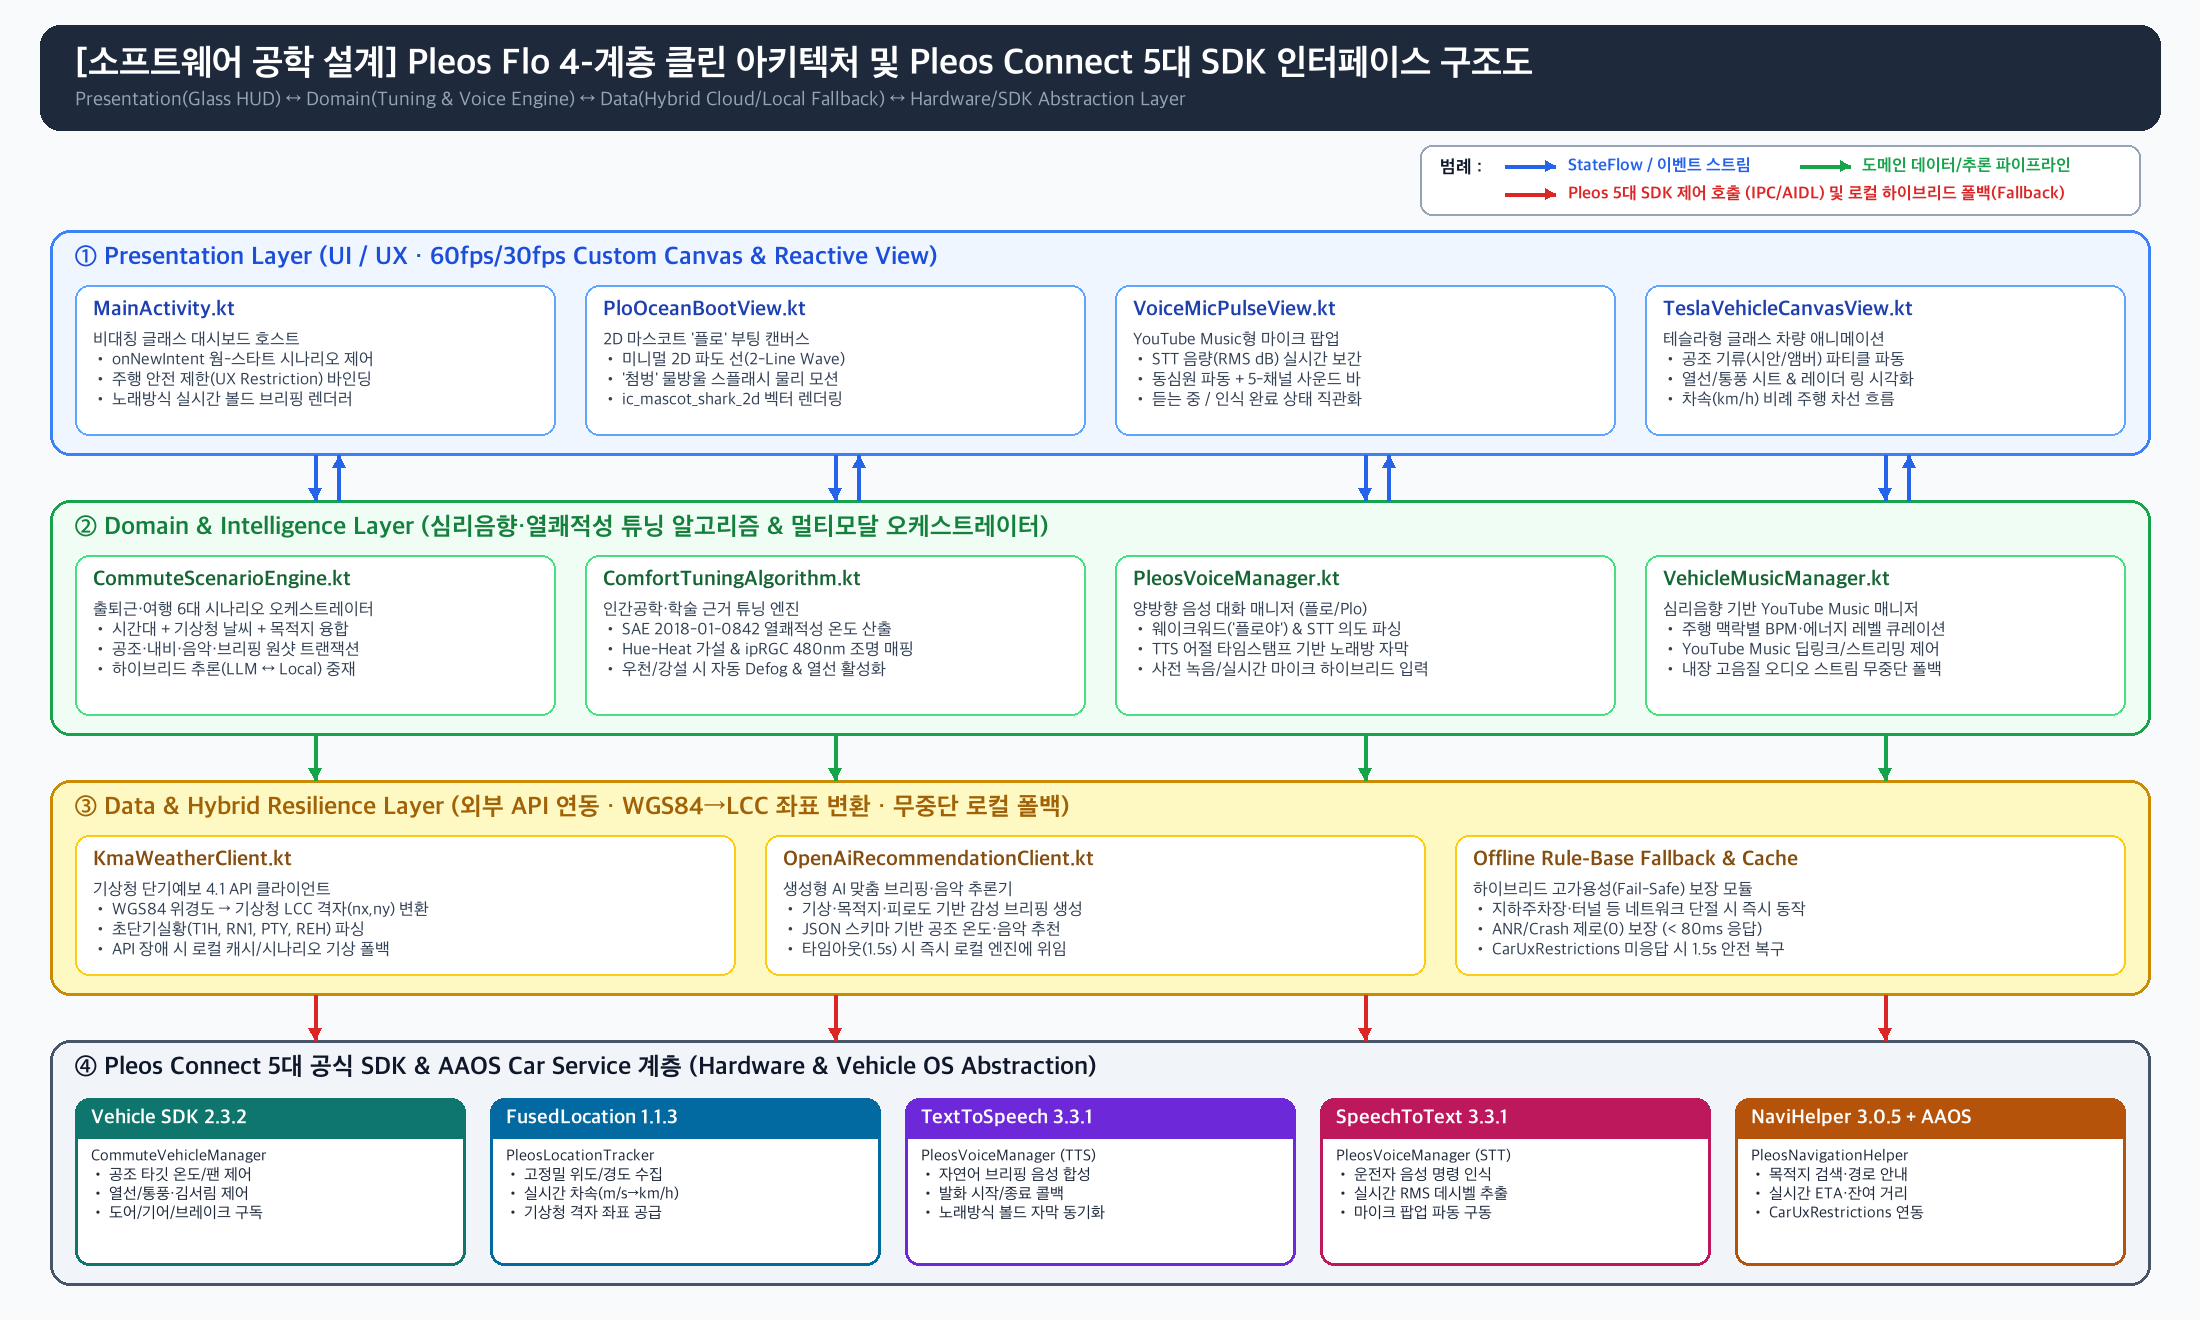 [소프트웨어 공학 설계] Pleos Flo 4-계층 클린 아키텍처 및 Pleos Connect 5대 SDK 인터페이스 구조도
Presentation(Glass HUD) ↔ Domain(Tuning & Voice Engine) ↔ Data(Hybrid Cloud/Local Fallback) ↔ Hardware/SDK Abstraction Layer
범례 :
StateFlow / 이벤트 스트림
도메인 데이터/추론 파이프라인
Pleos 5대 SDK 제어 호출 (IPC/AIDL) 및 로컬 하이브리드 폴백(Fallback)
① Presentation Layer (UI / UX · 60fps/30fps Custom Canvas & Reactive View)
MainActivity.kt
비대칭 글래스 대시보드 호스트
• onNewIntent 웜-스타트 시나리오 제어
• 주행 안전 제한(UX Restriction) 바인딩
• 노래방식 실시간 볼드 브리핑 렌더러
PloOceanBootView.kt
2D 마스코트 '플로' 부팅 캔버스
• 미니멀 2D 파도 선(2-Line Wave)
• '첨벙' 물방울 스플래시 물리 모션
• ic_mascot_shark_2d 벡터 렌더링
VoiceMicPulseView.kt
YouTube Music형 마이크 팝업
• STT 음량(RMS dB) 실시간 보간
• 동심원 파동 + 5-채널 사운드 바
• 듣는 중 / 인식 완료 상태 직관화
TeslaVehicleCanvasView.kt
테슬라형 글래스 차량 애니메이션
• 공조 기류(시안/앰버) 파티클 파동
• 열선/통풍 시트 & 레이더 링 시각화
• 차속(km/h) 비례 주행 차선 흐름
② Domain & Intelligence Layer (심리음향·열쾌적성 튜닝 알고리즘 & 멀티모달 오케스트레이터)
CommuteScenarioEngine.kt
출퇴근·여행 6대 시나리오 오케스트레이터
• 시간대 + 기상청 날씨 + 목적지 융합
• 공조·내비·음악·브리핑 원샷 트랜잭션
• 하이브리드 추론(LLM ↔ Local) 중재
ComfortTuningAlgorithm.kt
인간공학·학술 근거 튜닝 엔진
• SAE 2018-01-0842 열쾌적성 온도 산출
• Hue-Heat 가설 & ipRGC 480nm 조명 매핑
• 우천/강설 시 자동 Defog & 열선 활성화
PleosVoiceManager.kt
양방향 음성 대화 매니저 (플로/Plo)
• 웨이크워드('플로야') & STT 의도 파싱
• TTS 어절 타임스탬프 기반 노래방 자막
• 사전 녹음/실시간 마이크 하이브리드 입력
VehicleMusicManager.kt
심리음향 기반 YouTube Music 매니저
• 주행 맥락별 BPM·에너지 레벨 큐레이션
• YouTube Music 딥링크/스트리밍 제어
• 내장 고음질 오디오 스트림 무중단 폴백
③ Data & Hybrid Resilience Layer (외부 API 연동 · WGS84→LCC 좌표 변환 · 무중단 로컬 폴백)
KmaWeatherClient.kt
기상청 단기예보 4.1 API 클라이언트
• WGS84 위경도 → 기상청 LCC 격자(nx,ny) 변환
• 초단기실황(T1H, RN1, PTY, REH) 파싱
• API 장애 시 로컬 캐시/시나리오 기상 폴백
OpenAiRecommendationClient.kt
생성형 AI 맞춤 브리핑·음악 추론기
• 기상·목적지·피로도 기반 감성 브리핑 생성
• JSON 스키마 기반 공조 온도·음악 추천
• 타임아웃(1.5s) 시 즉시 로컬 엔진에 위임
Offline Rule-Base Fallback & Cache
하이브리드 고가용성(Fail-Safe) 보장 모듈
• 지하주차장·터널 등 네트워크 단절 시 즉시 동작
• ANR/Crash 제로(0) 보장 (< 80ms 응답)
• CarUxRestrictions 미응답 시 1.5s 안전 복구
④ Pleos Connect 5대 공식 SDK & AAOS Car Service 계층 (Hardware & Vehicle OS Abstraction)
Vehicle SDK 2.3.2
CommuteVehicleManager
• 공조 타깃 온도/팬 제어
• 열선/통풍·김서림 제어
• 도어/기어/브레이크 구독
FusedLocation 1.1.3
PleosLocationTracker
• 고정밀 위도/경도 수집
• 실시간 차속(m/s→km/h)
• 기상청 격자 좌표 공급
TextToSpeech 3.3.1
PleosVoiceManager (TTS)
• 자연어 브리핑 음성 합성
• 발화 시작/종료 콜백
• 노래방식 볼드 자막 동기화
SpeechToText 3.3.1
PleosVoiceManager (STT)
• 운전자 음성 명령 인식
• 실시간 RMS 데시벨 추출
• 마이크 팝업 파동 구동
NaviHelper 3.0.5 + AAOS
PleosNavigationHelper
• 목적지 검색·경로 안내
• 실시간 ETA·잔여 거리
• CarUxRestrictions 연동